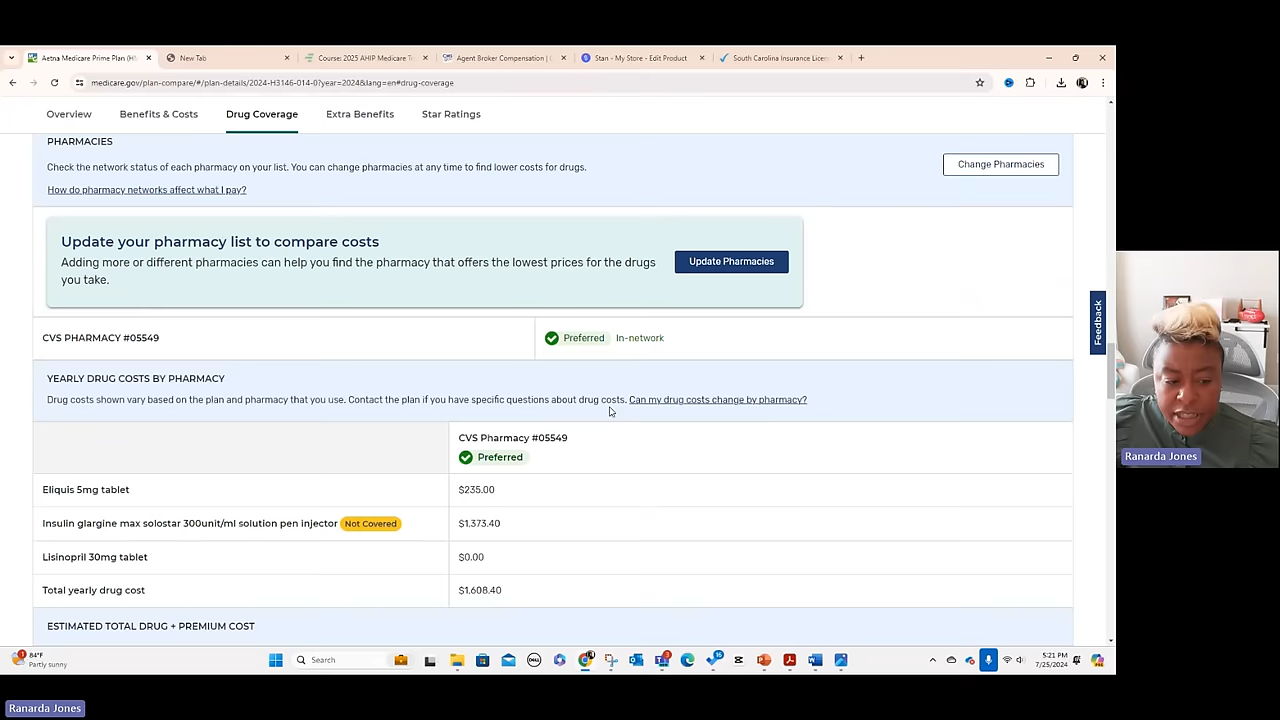 Aetna Medicare Prime Plan (H
New Tab
Course: 2025 AHIP Medicare T
Agent Broker Compensation | C
Stan - My Store - Edit Product
South Carolina Insurance Licen
medicare.gov/plan-compare/#/plan-details/2024-H3146-014-0?year=2024&lang=en#drug-coverage
Overview
Benefits & Costs
Drug Coverage
Extra Benefits
Star Ratings
PHARMACIES
Check the network status of each pharmacy on your list. You can change pharmacies at any time to find lower costs for drugs.
Change Pharmacies
How do pharmacy networks affect what I pay?
Update your pharmacy list to compare costs
Adding more or different pharmacies can help you find the pharmacy that offers the lowest prices for the drugs
you take.
Update Pharmacies
Feedback
CVS PHARMACY #05549
Preferred In-network
YEARLY DRUG COSTS BY PHARMACY
Drug costs shown vary based on the plan and pharmacy that you use. Contact the plan if you have specific questions about drug costs. Can my drug costs change by pharmacy?
CVS Pharmacy #05549
Preferred
Eliquis 5mg tablet
$235.00
Insulin glargine max solostar 300unit/ml solution pen injector Not Covered
$1,373.40
Lisinopril 30mg tablet
$0.00
Total yearly drug cost
$1,608.40
ESTIMATED TOTAL DRUG + PREMIUM COST
Ranarda Jones
84°F
Partly sunny
Search
5:21 PM
7/25/2024
Ranarda Jones